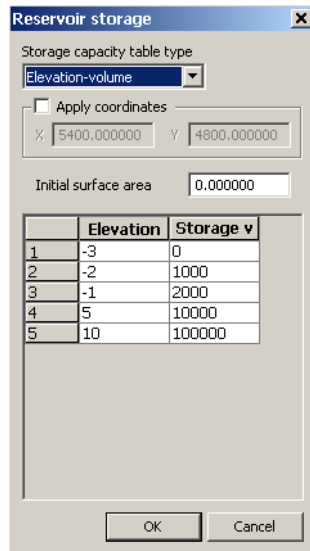 Reservoir storage
Storage capacity table type
Elevation-volume
Apply coordinates
X 5400.000000 Y 4800.000000
Initial surface area 0.000000
Elevation Storage v
1 -3 0
2 -2 1000
3 -1 2000
4 5 10000
5 10 100000
OK Cancel